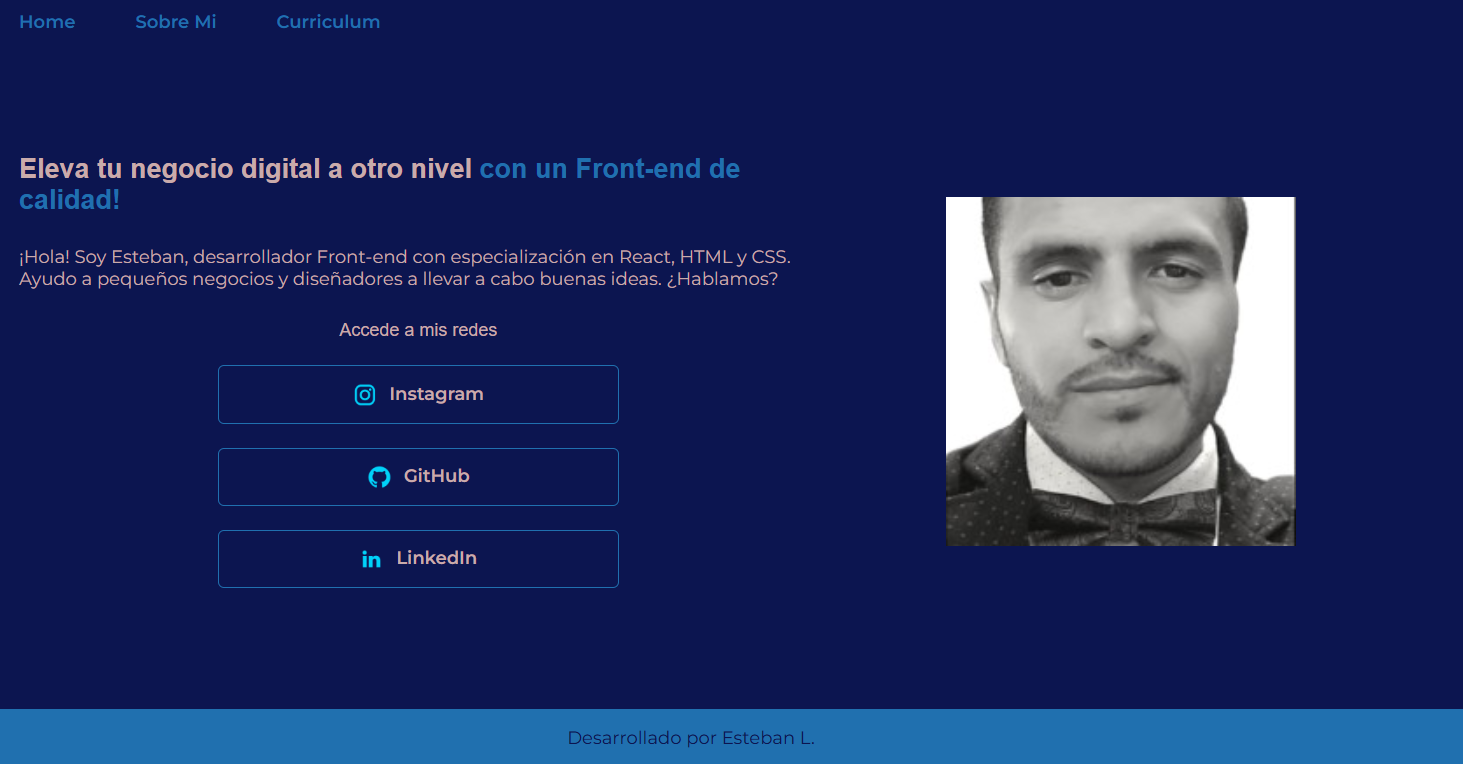 Home Sobre Mi Curriculum
Eleva tu negocio digital a otro nivel con un Front-end de
calidad!
¡Hola! Soy Esteban, desarrollador Front-end con especialización en React, HTML y CSS.
Ayudo a pequeños negocios y diseñadores a llevar a cabo buenas ideas. ¿Hablamos?
Accede a mis redes
Instagram
GitHub
in LinkedIn
Desarrollado por Esteban L.